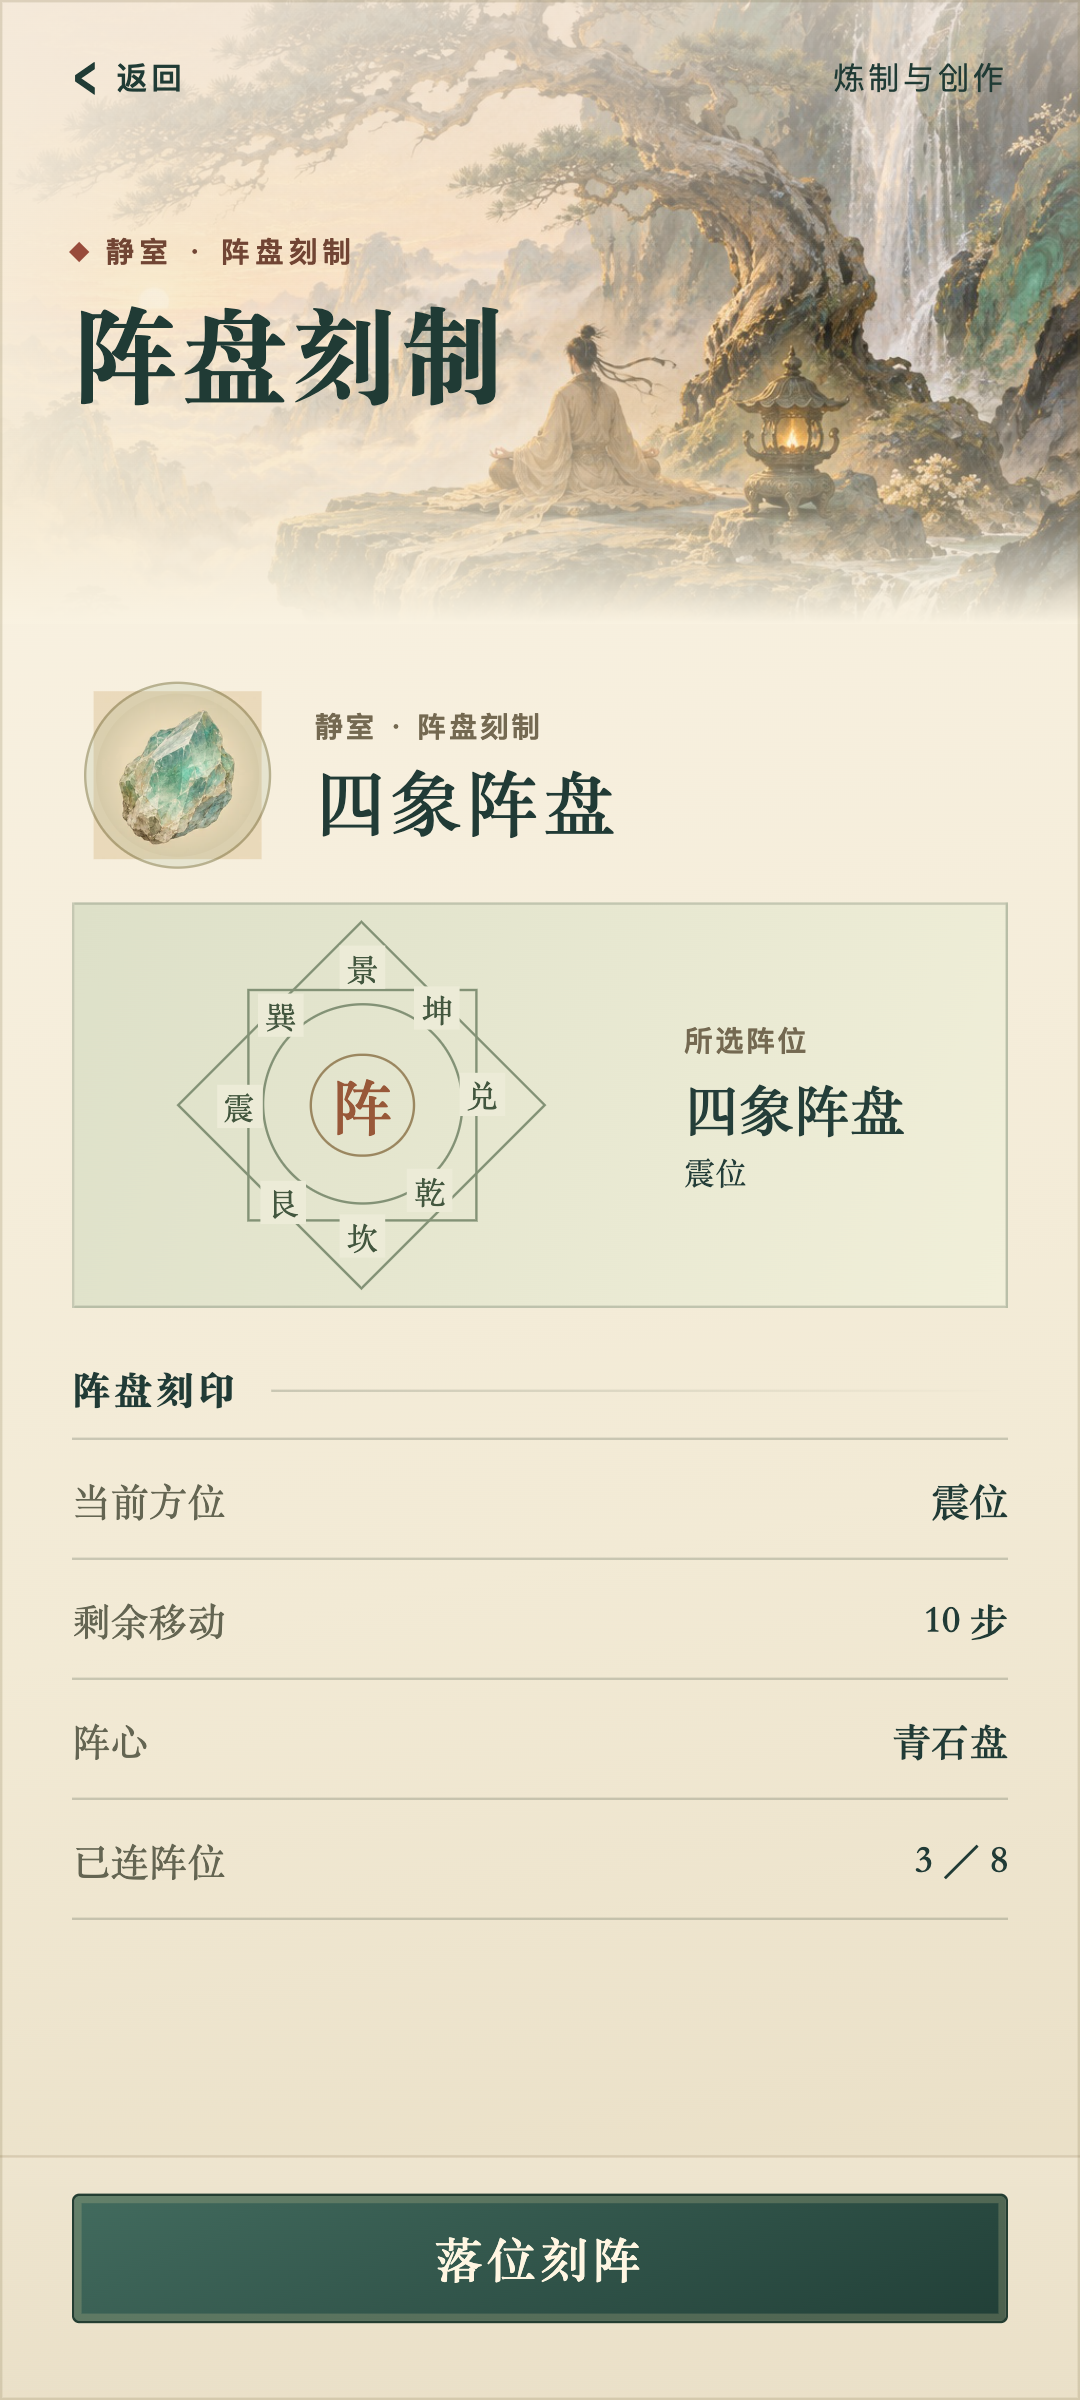 返回
炼制与创作
静室 · 阵盘刻制
阵盘刻制
静室 · 阵盘刻制
四象阵盘
景
巽
坤
震
阵
兑
艮
乾
坎
所选阵位
四象阵盘
震位
阵盘刻印
当前方位 震位
剩余移动 10 步
阵心 青石盘
已连阵位 3 ／ 8
落位刻阵